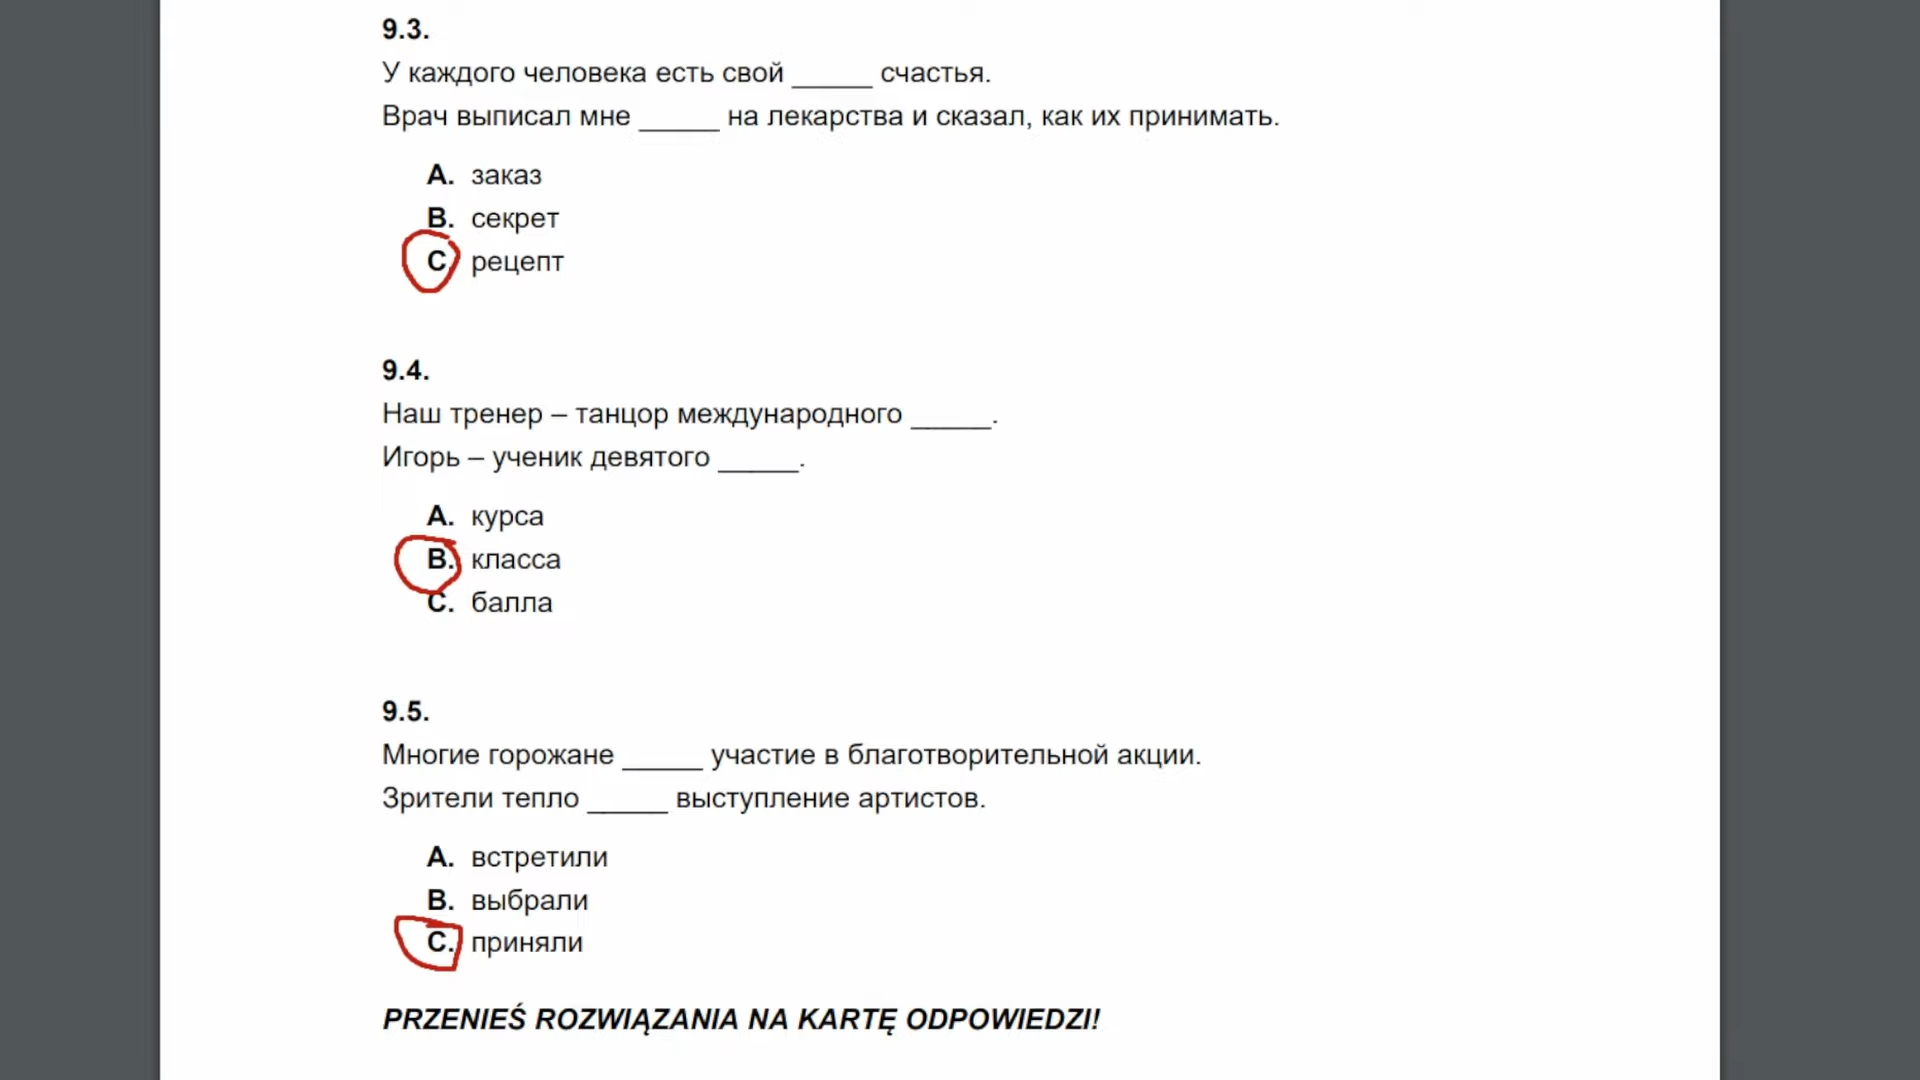 9.3.
У каждого человека есть свой _____ счастья.
Врач выписал мне _____ на лекарства и сказал, как их принимать.
A. заказ
B. секрет
C. рецепт
9.4.
Наш тренер – танцор международного _____.
Игорь – ученик девятого _____.
A. курса
B. класса
C. балла
9.5.
Многие горожане _____ участие в благотворительной акции.
Зрители тепло _____ выступление артистов.
A. встретили
B. выбрали
C. приняли
PRZENIEŚ ROZWIĄZANIA NA KARTĘ ODPOWIEDZI!